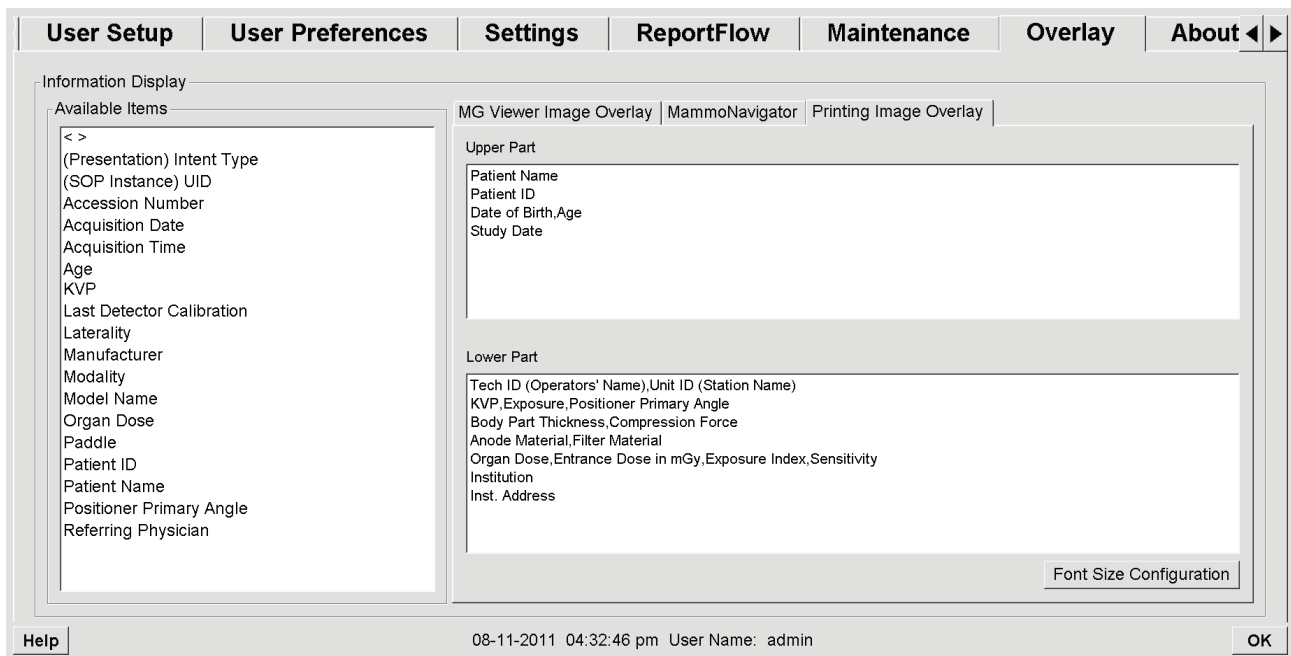 User Setup User Preferences Settings ReportFlow Maintenance Overlay About
Information Display
Available Items
< >
(Presentation) Intent Type
(SOP Instance) UID
Accession Number
Acquisition Date
Acquisition Time
Age
KVP
Last Detector Calibration
Laterality
Manufacturer
Modality
Model Name
Organ Dose
Paddle
Patient ID
Patient Name
Positioner Primary Angle
Referring Physician
MG Viewer Image Overlay MammoNavigator Printing Image Overlay
Upper Part
Patient Name
Patient ID
Date of Birth,Age
Study Date
Lower Part
Tech ID (Operators' Name),Unit ID (Station Name)
KVP,Exposure,Positioner Primary Angle
Body Part Thickness,Compression Force
Anode Material,Filter Material
Organ Dose,Entrance Dose in mGy,Exposure Index,Sensitivity
Institution
Inst. Address
Font Size Configuration
Help 08-11-2011 04:32:46 pm User Name: admin OK